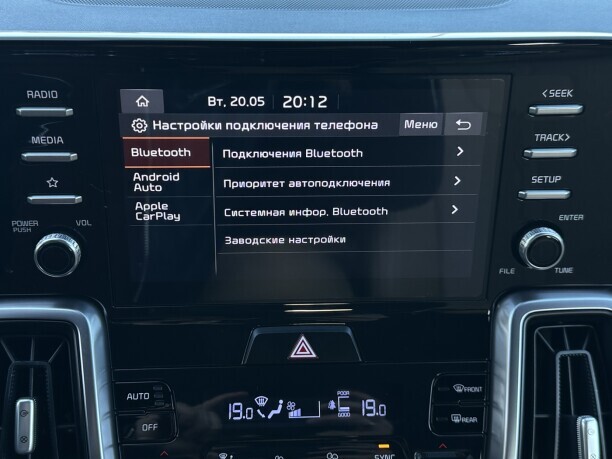 RADIO
MEDIA
POWER
PUSH
VOL
Вт, 20.05 20:12
Настройки подключения телефона Меню
Bluetooth
Android
Auto
Apple
CarPlay
Подключения Bluetooth
Приоритет автоподключения
Системная инфор. Bluetooth
Заводские настройки
< SEEK
TRACK >
SETUP
ENTER
FILE
TUNE
AUTO
OFF
19.0
POOR
GOOD
19.0
FRONT
REAR
SYNC